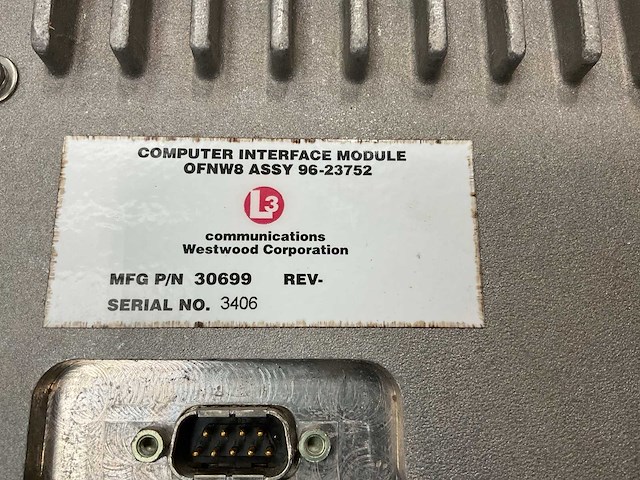 COMPUTER INTERFACE MODULE
OFNW8 ASSY 96-23752
L3
communications
Westwood Corporation
MFG P/N 30699 REV-
SERIAL NO. 3406